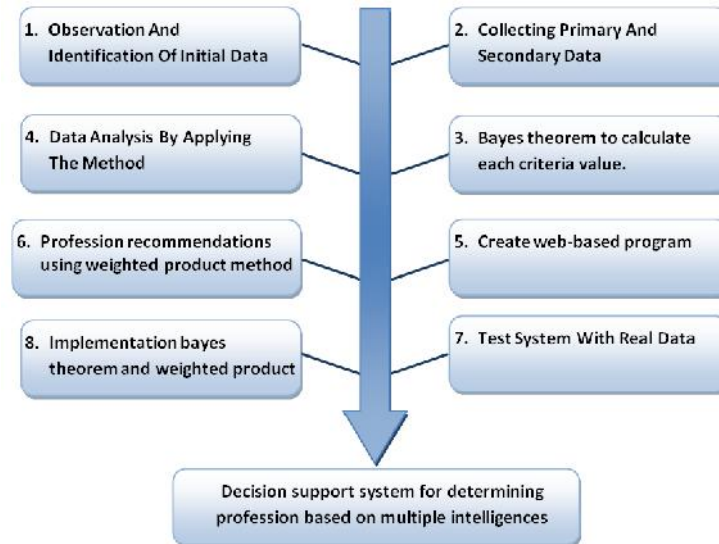 1. Observation And
Identification Of Initial Data
2. Collecting Primary And
Secondary Data
4. Data Analysis By Applying
The Method
3. Bayes theorem to calculate
each criteria value.
6. Profession recommendations
using weighted product method
5. Create web-based program
8. Implementation bayes
theorem and weighted product
7. Test System With Real Data
Decision support system for determining
profession based on multiple intelligences